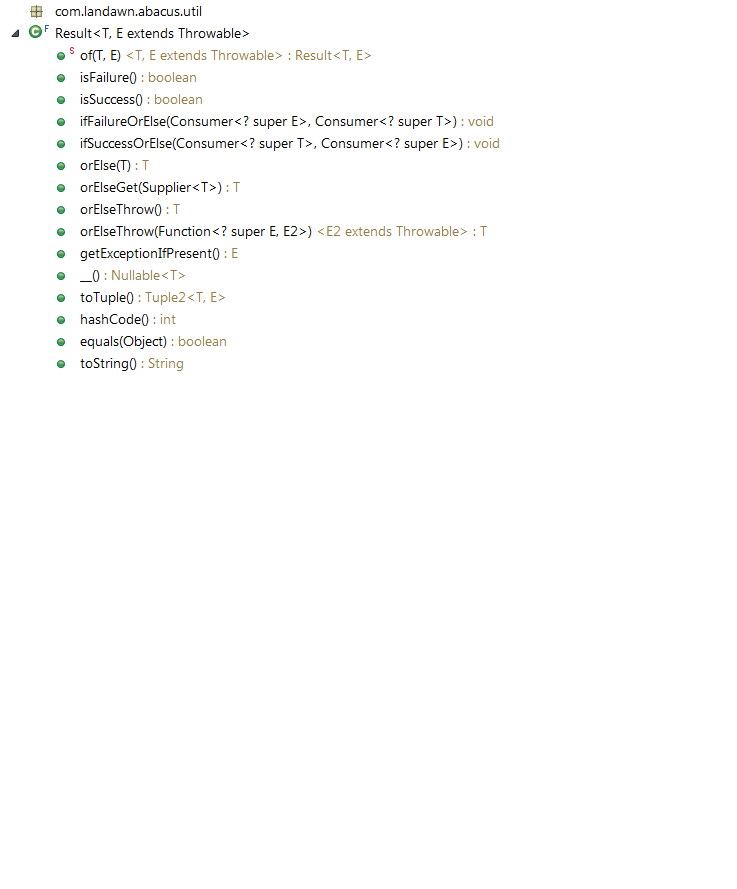 com.landawn.abacus.util
C F Result<T, E extends Throwable>
S of(T, E) <T, E extends Throwable> : Result<T, E>
isFailure() : boolean
isSuccess() : boolean
ifFailureOrElse(Consumer<? super E>, Consumer<? super T>) : void
ifSuccessOrElse(Consumer<? super T>, Consumer<? super E>) : void
orElse(T) : T
orElseGet(Supplier<T>) : T
orElseThrow() : T
orElseThrow(Function<? super E, E2>) <E2 extends Throwable> : T
getExceptionIfPresent() : E
__() : Nullable<T>
toTuple() : Tuple2<T, E>
hashCode() : int
equals(Object) : boolean
toString() : String